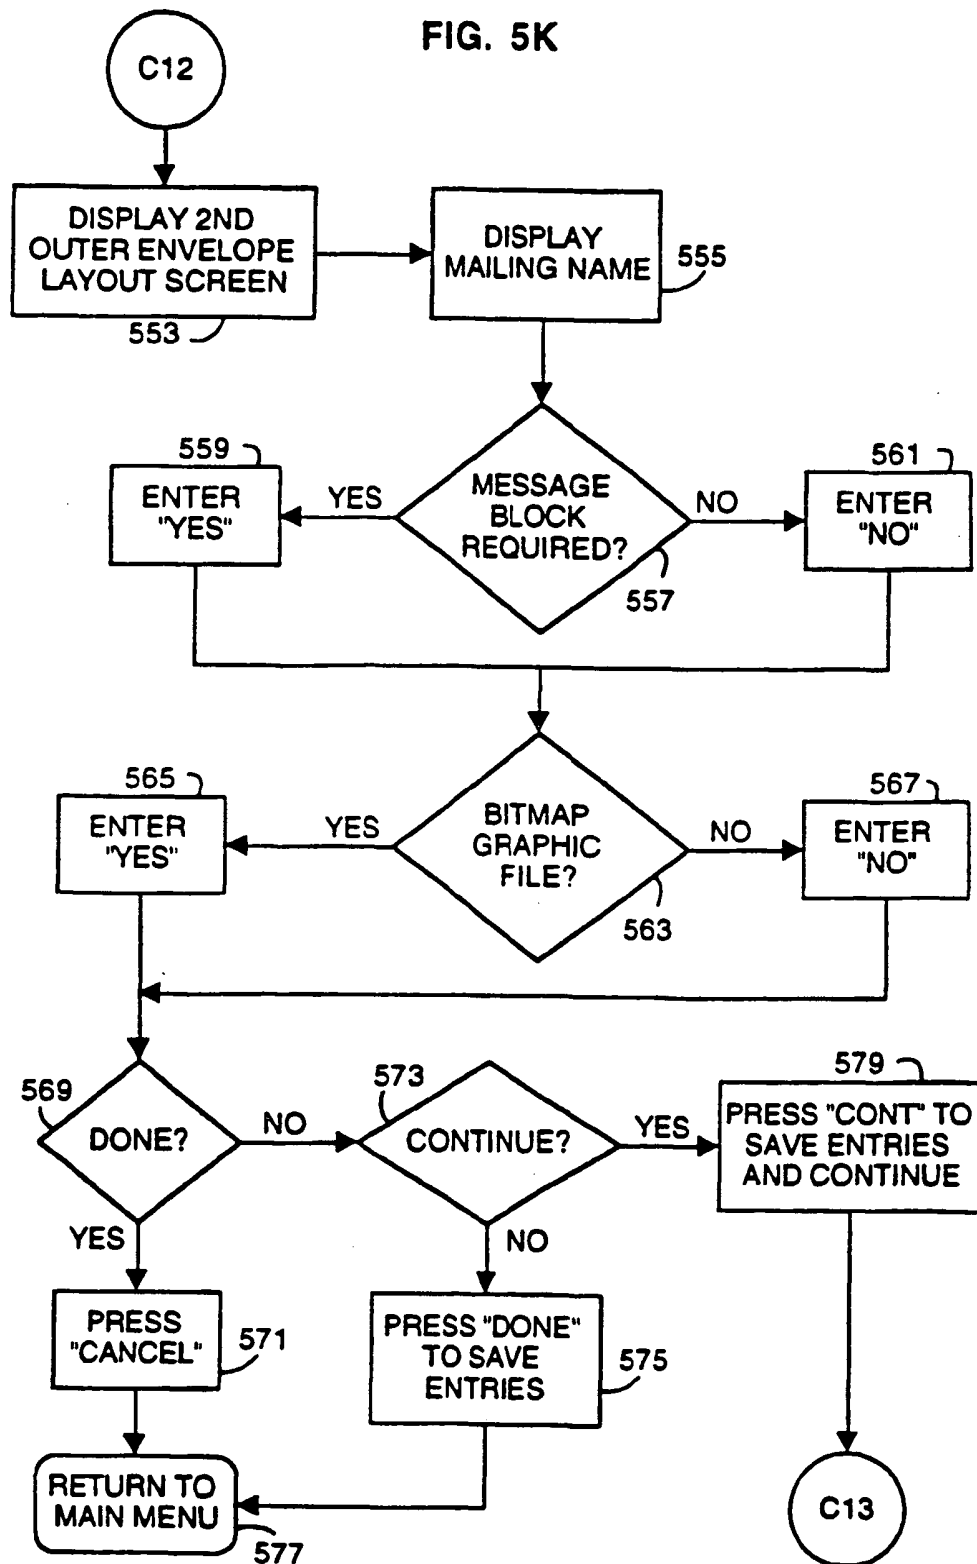 FIG. 5K
C12
DISPLAY 2ND
OUTER ENVELOPE
LAYOUT SCREEN
553
DISPLAY
MAILING NAME
555
MESSAGE
BLOCK
REQUIRED?
557
YES
NO
559
ENTER
"YES"
561
ENTER
"NO"
BITMAP
GRAPHIC
FILE?
563
YES
NO
565
ENTER
"YES"
567
ENTER
"NO"
569
DONE?
NO
YES
573
CONTINUE?
YES
NO
579
PRESS "CONT" TO
SAVE ENTRIES
AND CONTINUE
PRESS
"CANCEL"
571
PRESS "DONE"
TO SAVE
ENTRIES
575
RETURN TO
MAIN MENU
577
C13